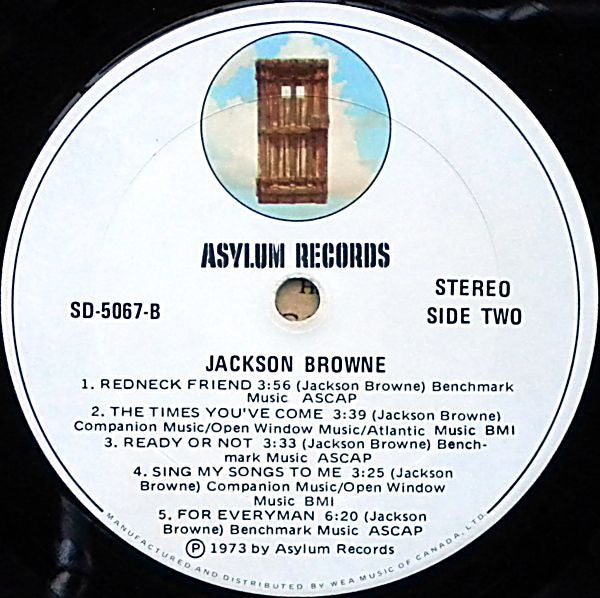 ASYLUM RECORDS
SD-5067-B
STEREO
SIDE TWO
JACKSON BROWNE
1. REDNECK FRIEND 3:56 (Jackson Browne) Benchmark
Music ASCAP
2. THE TIMES YOU'VE COME 3:39 (Jackson Browne)
Companion Music/Open Window Music/Atlantic Music BMI
3. READY OR NOT 3:33 (Jackson Browne) Bench-
mark Music ASCAP
4. SING MY SONGS TO ME 3:25 (Jackson
Browne) Companion Music/Open Window
Music BMI
5. FOR EVERYMAN 6:20 (Jackson
Browne) Benchmark Music ASCAP
Ⓟ 1973 by Asylum Records
MANUFACTURED AND DISTRIBUTED BY WEA MUSIC OF CANADA, LTD.